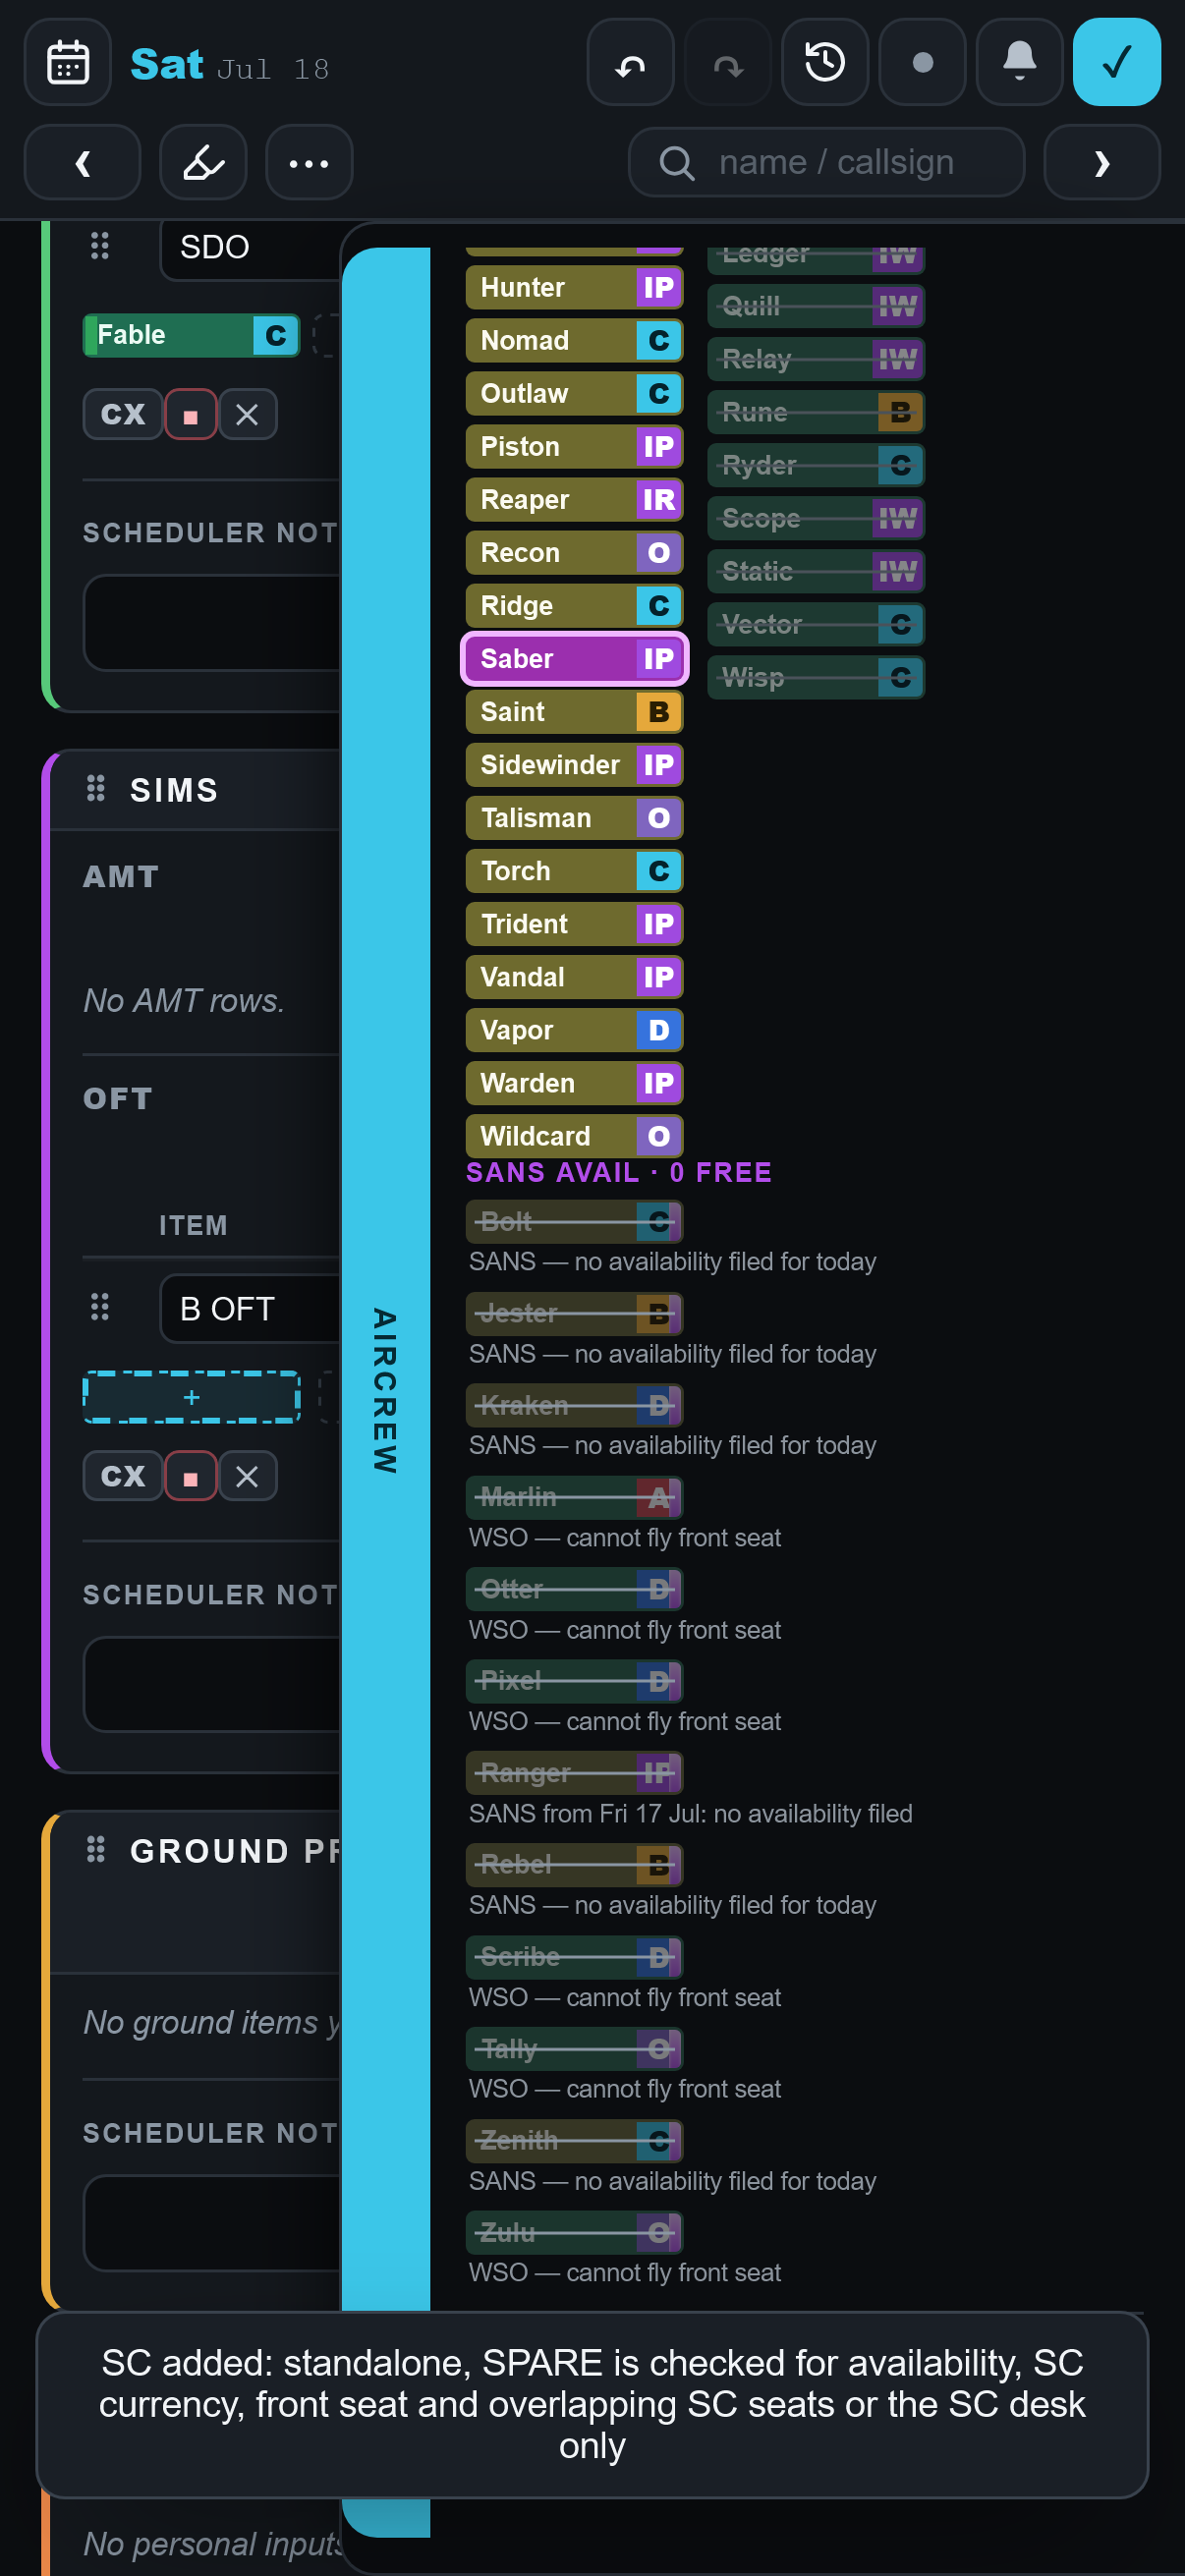 Sat Jul 18
name / callsign
SDO
Fable C
CX
SCHEDULER NOT
SIMS
AMT
No AMT rows.
OFT
ITEM
B OFT
+
CX
SCHEDULER NOT
GROUND PR
No ground items y
SCHEDULER NOT
No personal inputs
AIRCREW
Hunter IP
Nomad C
Outlaw C
Piston IP
Reaper IR
Recon O
Ridge C
Saber IP
Saint B
Sidewinder IP
Talisman O
Torch C
Trident IP
Vandal IP
Vapor D
Warden IP
Wildcard O
Ledger IW
Quill IW
Relay IW
Rune B
Ryder C
Scope IW
Static IW
Vector C
Wisp C
SANS AVAIL · 0 FREE
Bolt C
SANS — no availability filed for today
Jester B
SANS — no availability filed for today
Kraken D
SANS — no availability filed for today
Marlin A
WSO — cannot fly front seat
Otter D
WSO — cannot fly front seat
Pixel D
WSO — cannot fly front seat
Ranger IP
SANS from Fri 17 Jul: no availability filed
Rebel B
SANS — no availability filed for today
Scribe D
WSO — cannot fly front seat
Tally O
WSO — cannot fly front seat
Zenith C
SANS — no availability filed for today
Zulu O
WSO — cannot fly front seat
SC added: standalone, SPARE is checked for availability, SC
currency, front seat and overlapping SC seats or the SC desk
only